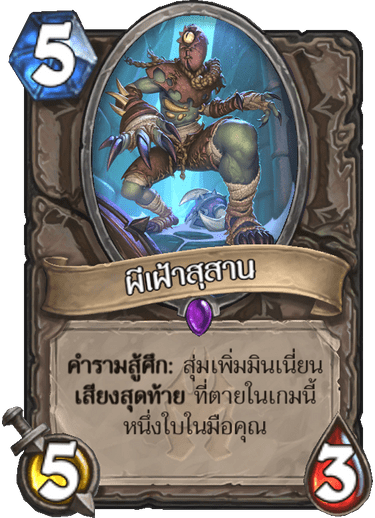 5
ผีเฝ้าสุสาน
คำรามสู้ศึก: สุ่มเพิ่มมินเนี่ยน
เสียงสุดท้าย ที่ตายในเกมนี้
หนึ่งใบในมือคุณ
5
3